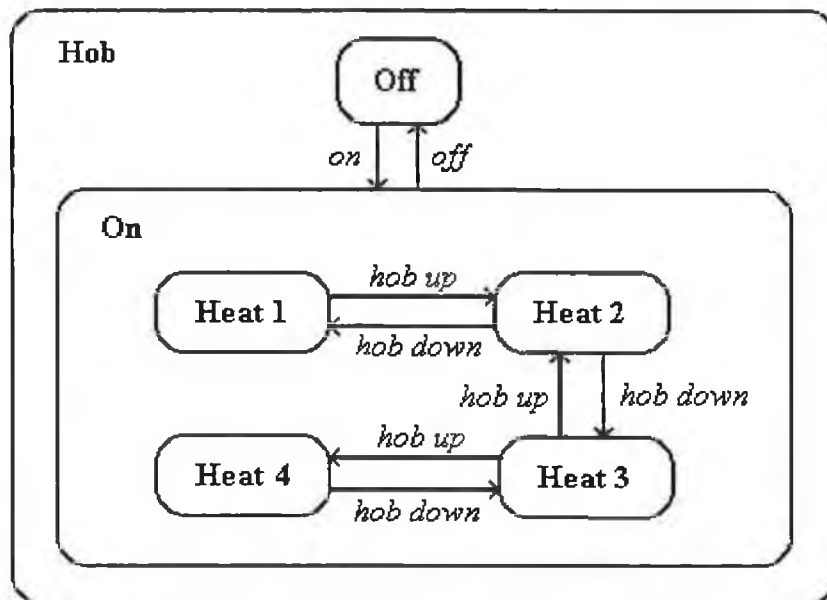 Hob
Off
on
off
On
hob up
Heat 1
Heat 2
hob down
hob up
hob down
hob up
Heat 4
Heat 3
hob down